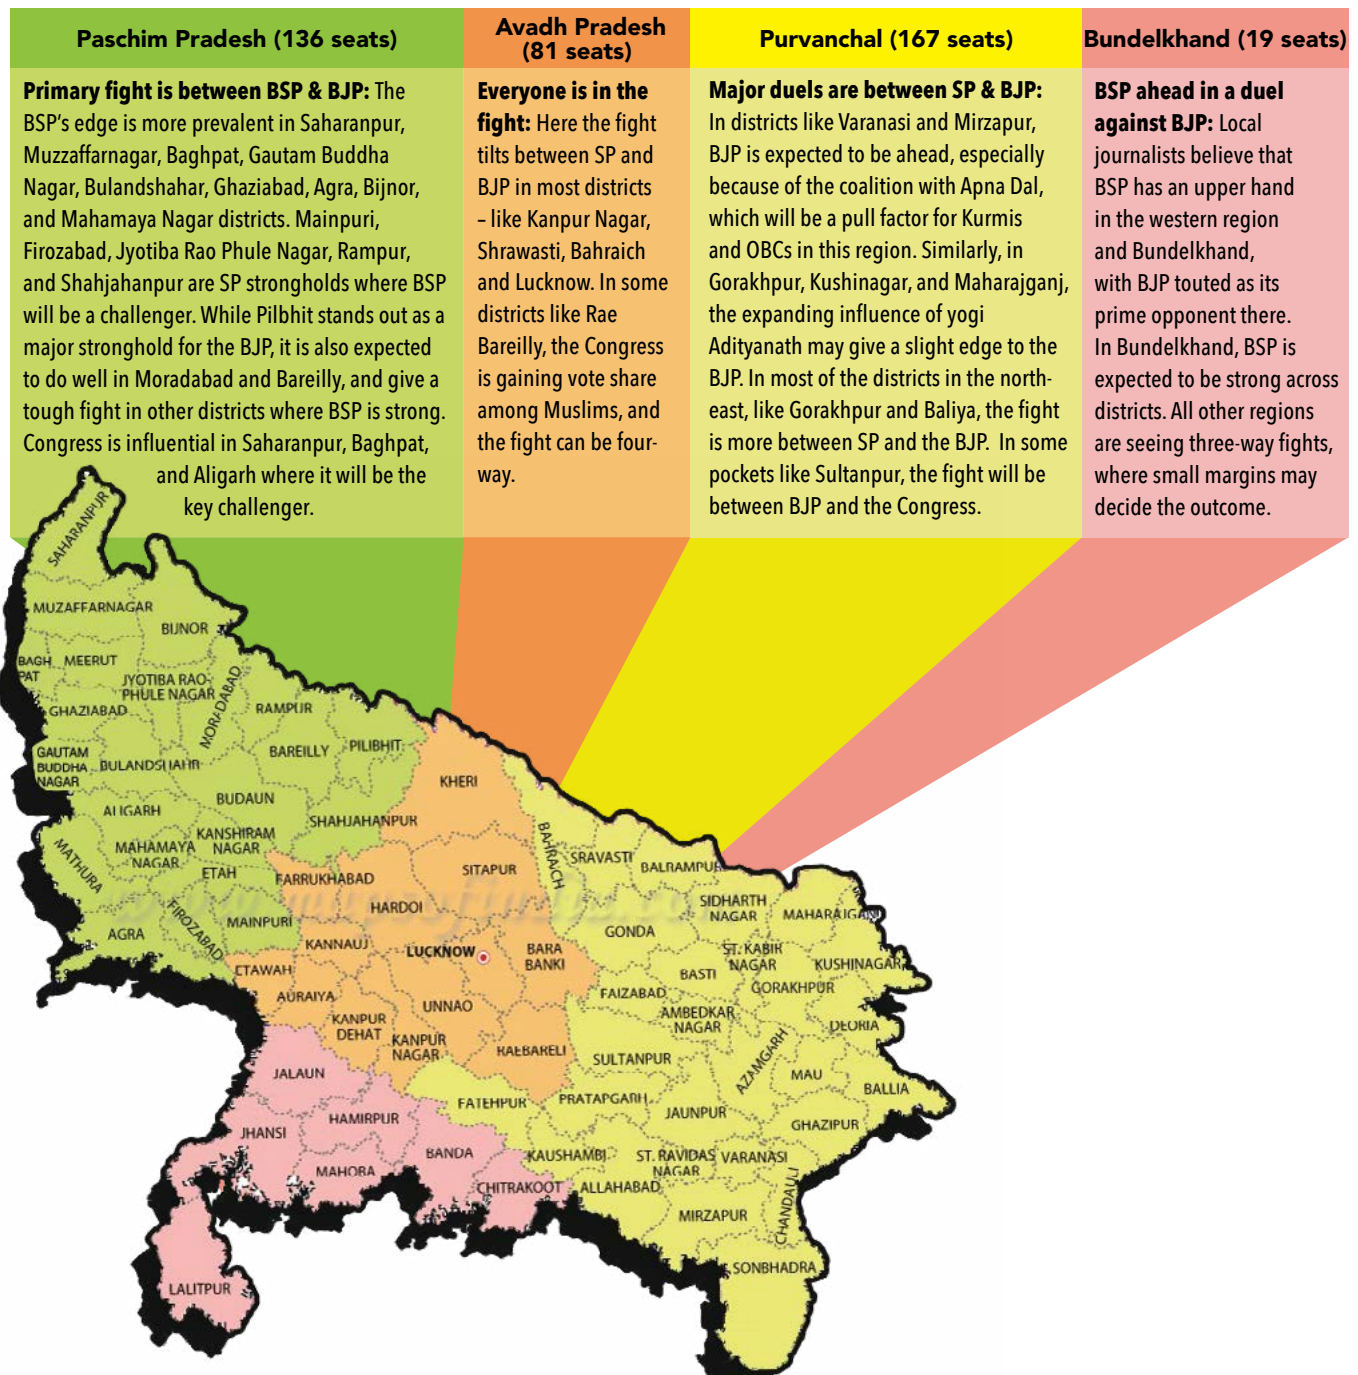 Paschim Pradesh (136 seats)
Primary fight is between BSP & BJP: The
BSP's edge is more prevalent in Saharanpur,
Muzzaffarnagar, Baghpat, Gautam Buddha
Nagar, Bulandshahar, Ghaziabad, Agra, Bijnor,
and Mahamaya Nagar districts. Mainpuri,
Firozabad, Jyotiba Rao Phule Nagar, Rampur,
and Shahjahanpur are SP strongholds where BSP
will be a challenger. While Pilbhit stands out as a
major stronghold for the BJP, it is also expected
to do well in Moradabad and Bareilly, and give a
tough fight in other districts where BSP is strong.
Congress is influential in Saharanpur, Baghpat,
and Aligarh where it will be the
key challenger.
Avadh Pradesh
(81 seats)
Everyone is in the
fight: Here the fight
tilts between SP and
BJP in most districts
– like Kanpur Nagar,
Shrawasti, Bahraich
and Lucknow. In some
districts like Rae
Bareilly, the Congress
is gaining vote share
among Muslims, and
the fight can be four-
way.
Purvanchal (167 seats)
Major duels are between SP & BJP:
In districts like Varanasi and Mirzapur,
BJP is expected to be ahead, especially
because of the coalition with Apna Dal,
which will be a pull factor for Kurmis
and OBCs in this region. Similarly, in
Gorakhpur, Kushinagar, and Maharajganj,
the expanding influence of yogi
Adityanath may give a slight edge to the
BJP. In most of the districts in the north-
east, like Gorakhpur and Baliya, the fight
is more between SP and the BJP. In some
pockets like Sultanpur, the fight will be
between BJP and the Congress.
Bundelkhand (19 seats)
BSP ahead in a duel
against BJP: Local
journalists believe that
BSP has an upper hand
in the western region
and Bundelkhand,
with BJP touted as its
prime opponent there.
In Bundelkhand, BSP is
expected to be strong across
districts. All other regions
are seeing three-way fights,
where small margins may
decide the outcome.
SAHARANPUR
MUZAFFARNAGAR
BIJNOR
BAGH
PAT
MEERUT
JYOTIBA RAO-
PHULE NAGAR
MORADABAD
GHAZIABAD
RAMPUR
GAUTAM
BUDDHA
NAGAR
BULANDSHAHR
BAREILLY
PILIBHIT
KHERI
ALIGARH
BUDAUN
SHAHJAHANPUR
MATHURA
MAHAMAYA
NAGAR
KANSHIRAM
NAGAR
ETAH
FARRUKHABAD
SITAPUR
BAHRAICH
SRAVASTI
BALRAMPUR
AGRA
FIROZABAD
MAINPURI
HARDOI
SIDHARTH
NAGAR
MAHARAJGANJ
GONDA
KANNAUJ
LUCKNOW
BARA
BANKI
ST. KABIR
NAGAR
KUSHINAGAR
ETAWAH
BASTI
GORAKHPUR
AURAIYA
UNNAO
FAIZABAD
AMBEDKAR
NAGAR
DEORIA
KANPUR
DEHAT
KANPUR
NAGAR
RAEBARELI
SULTANPUR
AZAMGARH
MAU
BALLIA
JALAUN
FATEHPUR
PRATAPGARH
JAUNPUR
GHAZIPUR
HAMIRPUR
JHANSI
BANDA
KAUSHAMBI
ST. RAVIDAS
NAGAR
VARANASI
MAHOBA
CHITRAKOOT
ALLAHABAD
MIRZAPUR
CHANDAULI
SONBHADRA
LALITPUR